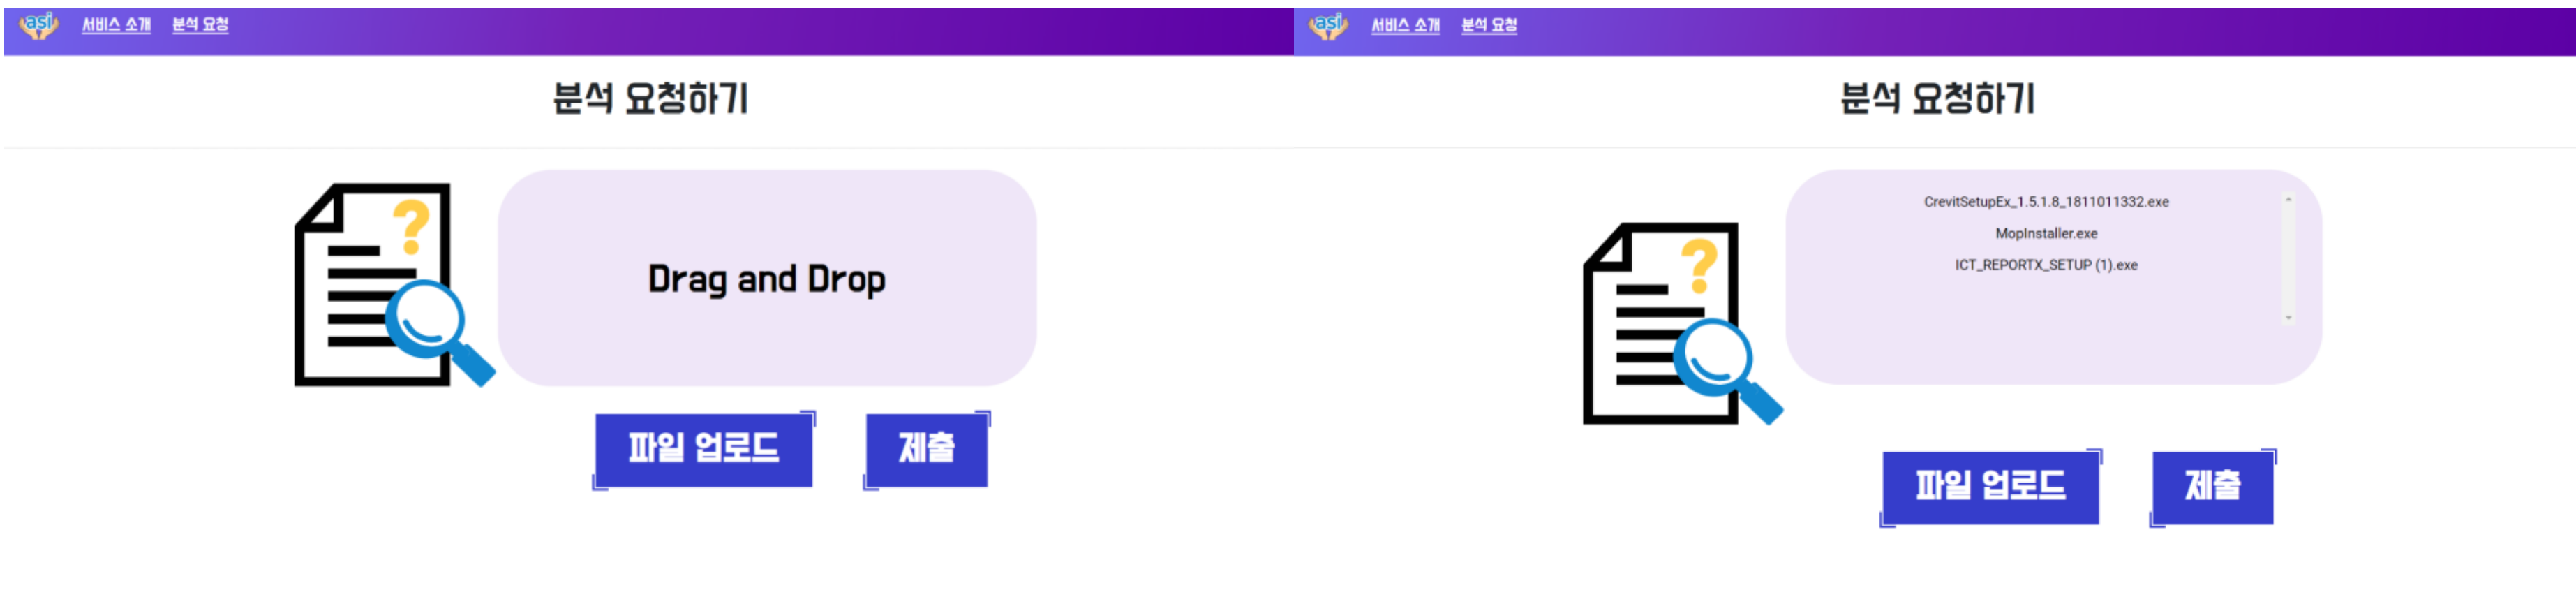 asi 서비스 소개 분석 요청
분석 요청하기
?
Drag and Drop
파일 업로드 제출
asi 서비스 소개 분석 요청
분석 요청하기
?
CrevitSetupEx_1.5.1.8_1811011332.exe
MopInstaller.exe
ICT_REPORTX_SETUP (1).exe
파일 업로드 제출